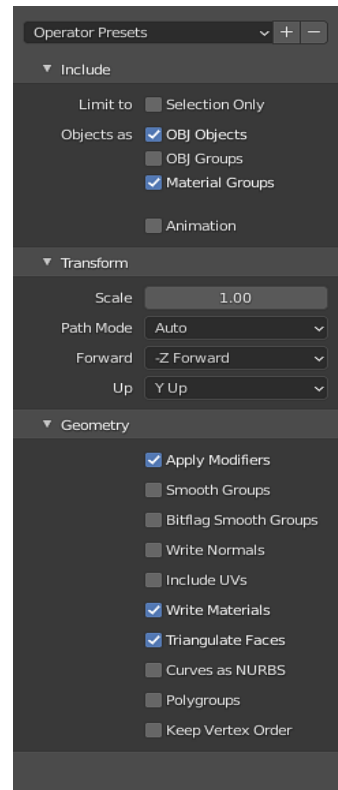 Operator Presets
Include
Limit to Selection Only
Objects as OBJ Objects
OBJ Groups
Material Groups
Animation
Transform
Scale 1.00
Path Mode Auto
Forward -Z Forward
Up Y Up
Geometry
Apply Modifiers
Smooth Groups
Bitflag Smooth Groups
Write Normals
Include UVs
Write Materials
Triangulate Faces
Curves as NURBS
Polygroups
Keep Vertex Order